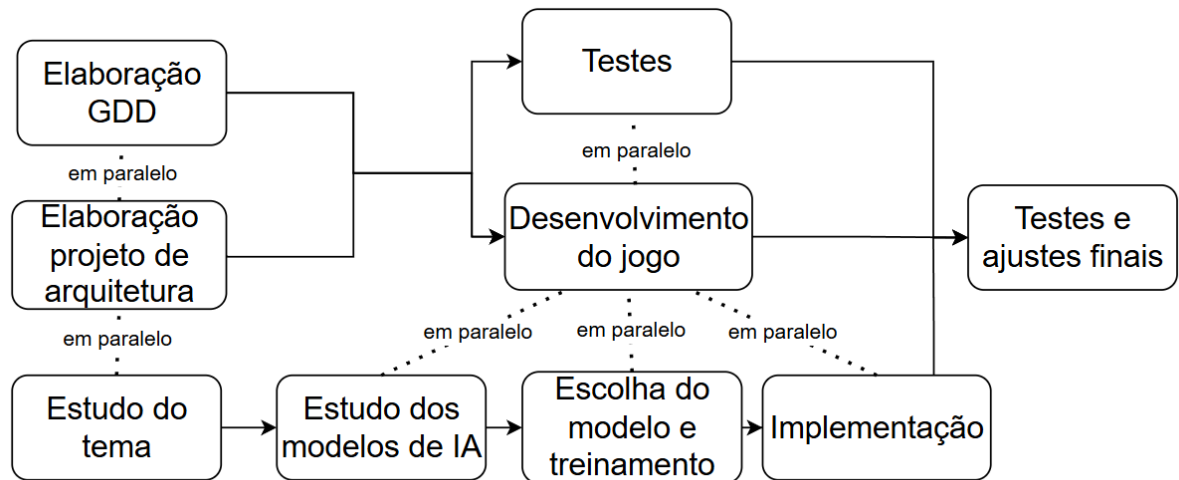 Elaboração
GDD
em paralelo
Elaboração
projeto de
arquitetura
em paralelo
Estudo do
tema
Testes
em paralelo
Desenvolvimento
do jogo
em paralelo
em paralelo
em paralelo
Estudo dos
modelos de IA
Escolha do
modelo e
treinamento
Implementação
Testes e
ajustes finais